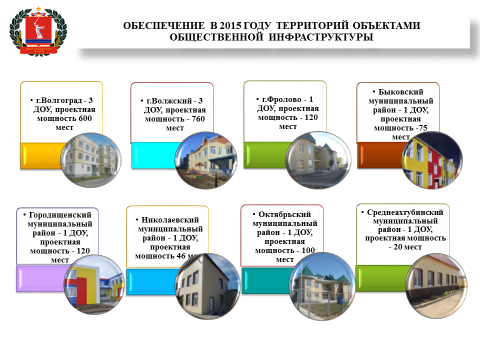 ОБЕСПЕЧЕНИЕ В 2015 ГОДУ ТЕРРИТОРИЙ ОБЪЕКТАМИ
ОБЩЕСТВЕННОЙ ИНФРАСТРУКТУРЫ
• г.Волгоград - 3
ДОУ, проектная
мощность 600
мест
• г.Волжский - 3
ДОУ, проектная
мощность - 760
мест
• г.Фролово - 1
ДОУ, проектная
мощность - 120
мест
• Быковский
муниципальный
район - 1 ДОУ,
проектная
мощность -75
мест
• Городищенский
муниципальный
район - 1 ДОУ,
проектная
мощность - 120
мест
• Николаевский
муниципальный
район - 1 ДОУ,
проектная
мощность 46
• Октябрьский
муниципальный
район - 1 ДОУ,
проектная
мощность - 100
мест
• Среднеахтубинский
муниципальный
район - 1 ДОУ,
проектная мощность
- 20 мест